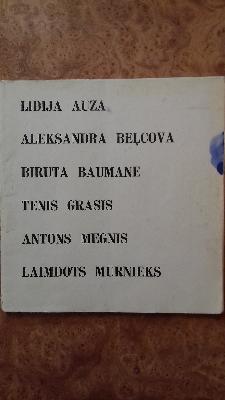 LIDIJA AUZA
ALEKSANDRA BEĻCOVA
BIRUTA BAUMANE
TENIS GRASIS
ANTONS MEGNIS
LAIMDOTS MURNIEKS